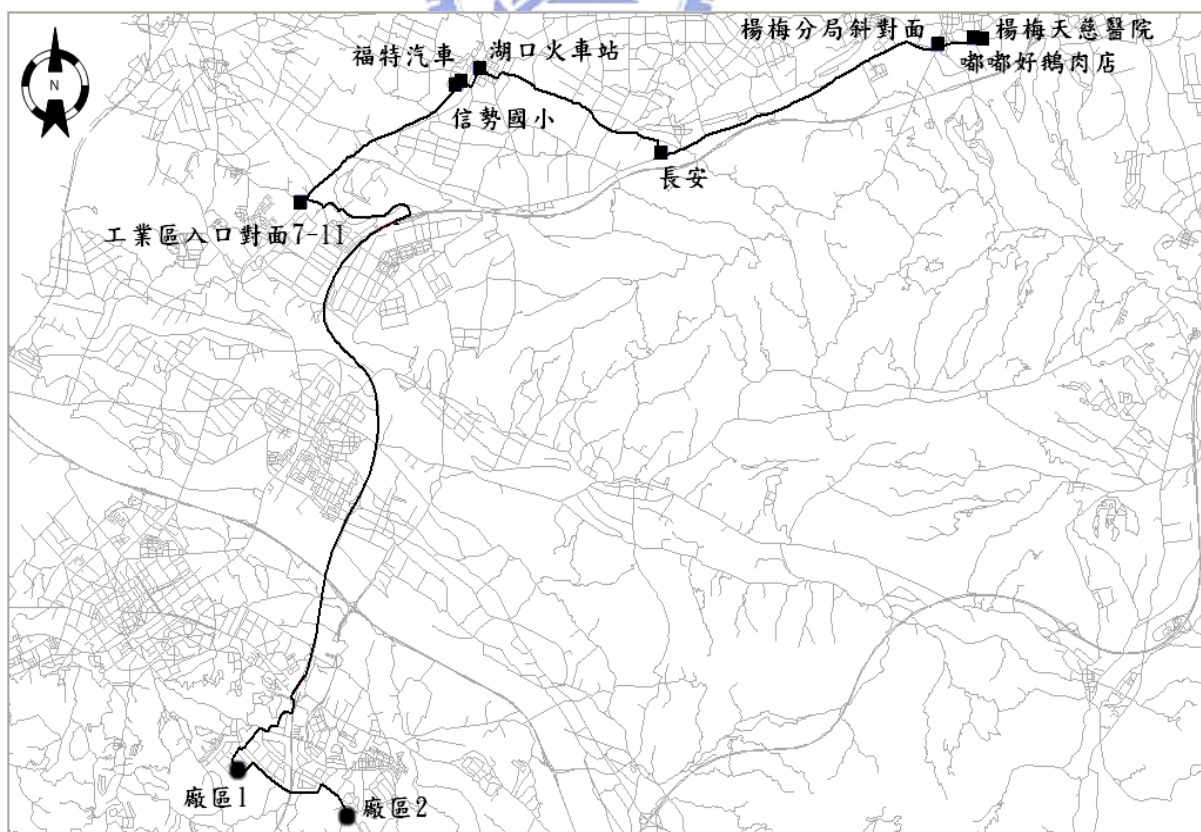 N
楊梅分局斜對面
楊梅天慈醫院
嘟嘟好鵝肉店
福特汽車
湖口火車站
信勢國小
長安
工業區入口對面7-11
廠區1
廠區2